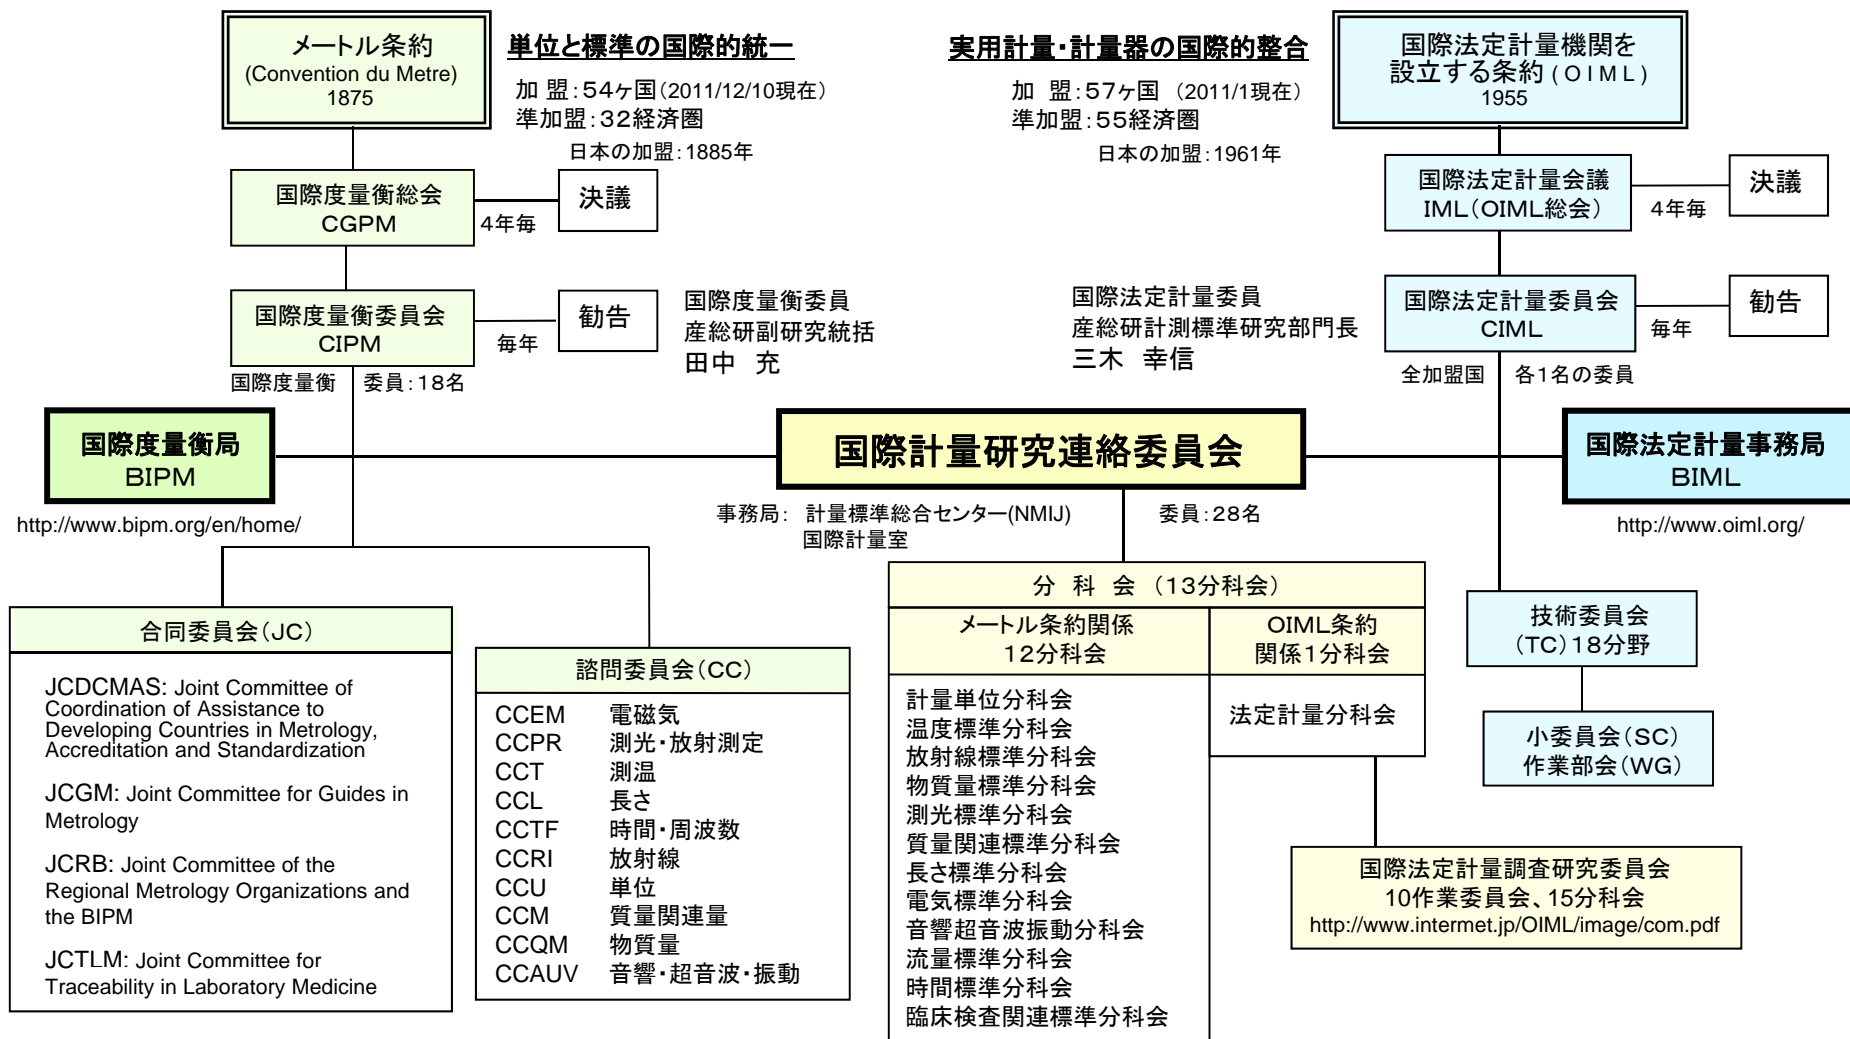 メートル条約
(Convention du Metre)
1875
単位と標準の国際的統一
加 盟：54ヶ国（2011/12/10現在）
準加盟：32経済圏
日本の加盟：1885年
国際度量衡総会
CGPM
4年毎
決議
国際度量衡委員会
CIPM
毎年
勧告
国際度量衡委員
産総研副研究統括
田中 充
国際度量衡
委員：18名
国際度量衡局
BIPM
http://www.bipm.org/en/home/
実用計量・計量器の国際的整合
加 盟：57ヶ国 （2011/1現在）
準加盟：55経済圏
日本の加盟：1961年
国際法定計量機関を
設立する条約（OIML）
1955
国際法定計量会議
IML（OIML総会）
4年毎
決議
国際法定計量委員
産総研計測標準研究部門長
三木 幸信
国際法定計量委員会
CIML
毎年
勧告
全加盟国
各1名の委員
国際計量研究連絡委員会
国際法定計量事務局
BIML
http://www.oiml.org/
事務局： 計量標準総合センター(NMIJ)
国際計量室
委員：28名
合同委員会（JC）
JCDCMAS: Joint Committee of
Coordination of Assistance to
Developing Countries in Metrology,
Accreditation and Standardization
JCGM: Joint Committee for Guides in
Metrology
JCRB: Joint Committee of the
Regional Metrology Organizations and
the BIPM
JCTLM: Joint Committee for
Traceability in Laboratory Medicine
諮問委員会（CC）
CCEM 電磁気
CCPR 測光・放射測定
CCT 測温
CCL 長さ
CCTF 時間・周波数
CCRI 放射線
CCU 単位
CCM 質量関連量
CCQM 物質量
CCAUV 音響・超音波・振動
分 科 会 （13分科会）
メートル条約関係
12分科会
計量単位分科会
温度標準分科会
放射線標準分科会
物質量標準分科会
測光標準分科会
質量関連標準分科会
長さ標準分科会
電気標準分科会
音響超音波振動分科会
流量標準分科会
時間標準分科会
臨床検査関連標準分科会
OIML条約
関係1分科会
法定計量分科会
技術委員会
（TC）18分野
小委員会（SC）
作業部会（WG）
国際法定計量調査研究委員会
10作業委員会、15分科会
http://www.internet.jp/OIML/image/com.pdf